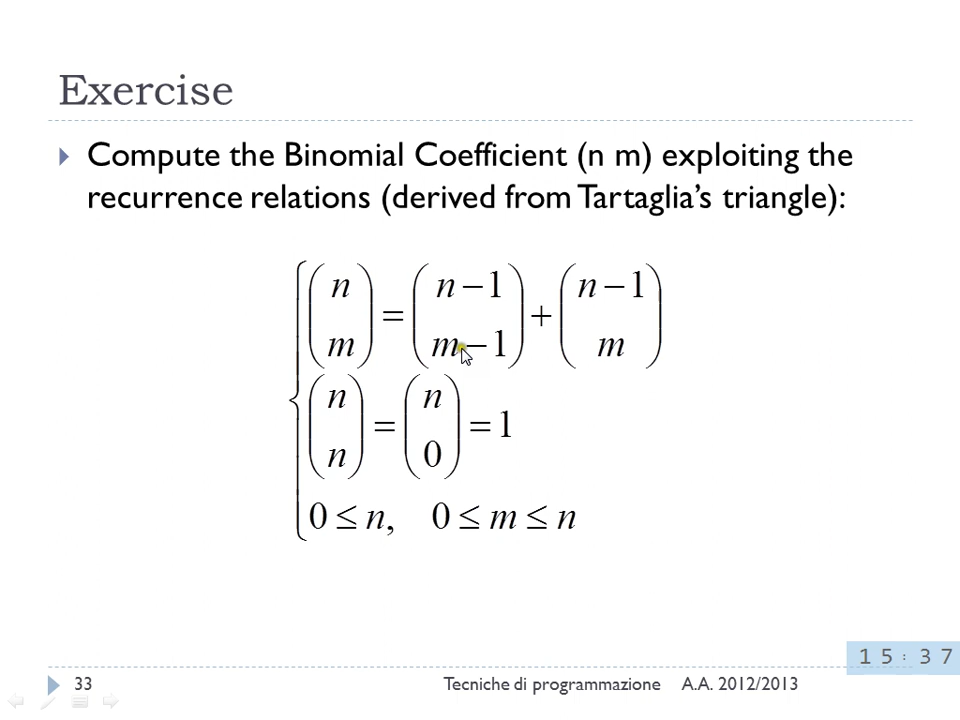 Exercise
Compute the Binomial Coefficient (n m) exploiting the
recurrence relations (derived from Tartaglia's triangle):
(n m) = (n − 1 m − 1) + (n − 1 m)
(n n) = (n 0) = 1
0 ≤ n, 0 ≤ m ≤ n
15:37
33 Tecniche di programmazione A.A. 2012/2013